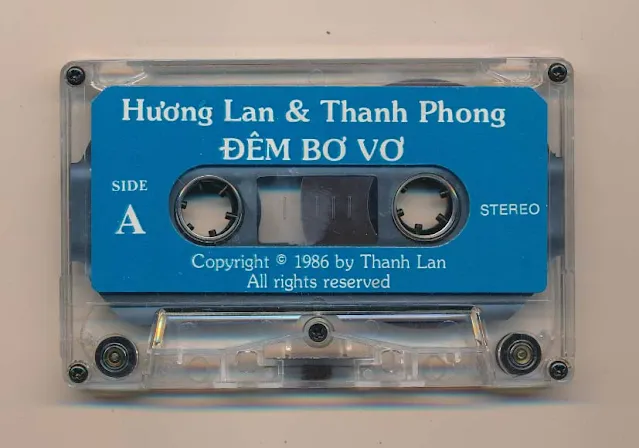 Hương Lan & Thanh Phong
ĐÊM BƠ VƠ
SIDE
A
STEREO
Copyright © 1986 by Thanh Lan
All rights reserved